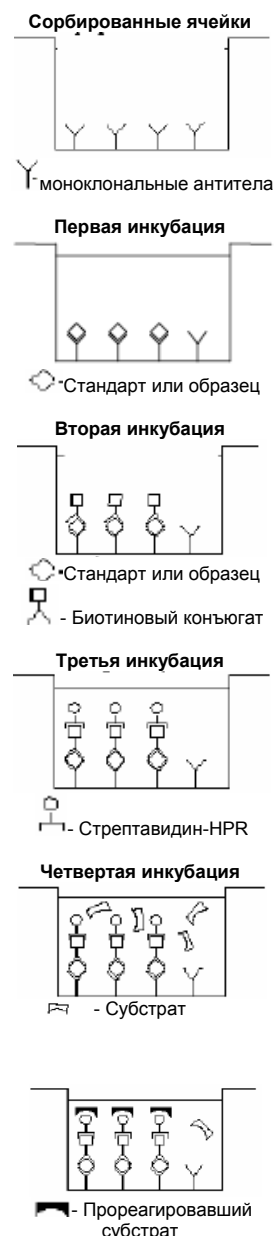 Сорбированные ячейки
моноклональные антитела
Первая инкубация
Стандарт или образец
Вторая инкубация
Стандарт или образец
- Биотиновый конъюгат
Третья инкубация
- Стрептавидин-HPR
Четвертая инкубация
- Субстрат
- Прореагировавший
субстрат